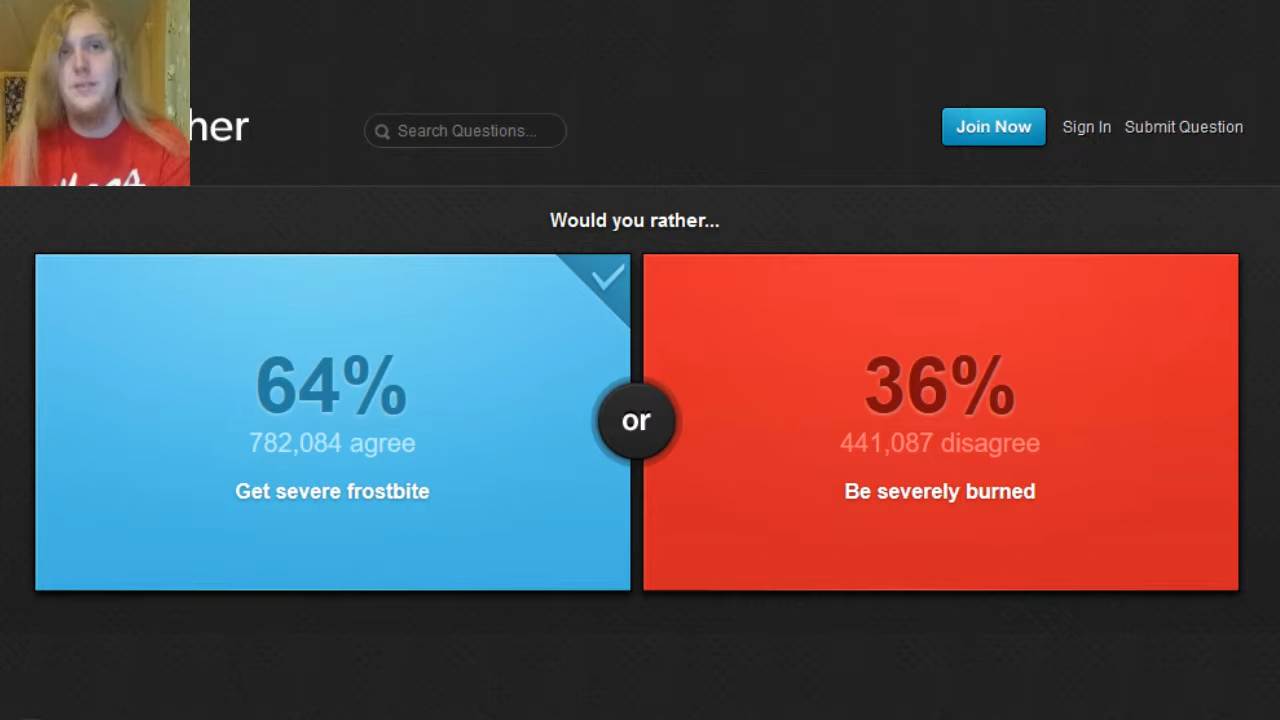 her
Search Questions...
Join Now
Sign In
Submit Question
Would you rather...
64%
782,084 agree
Get severe frostbite
or
36%
441,087 disagree
Be severely burned